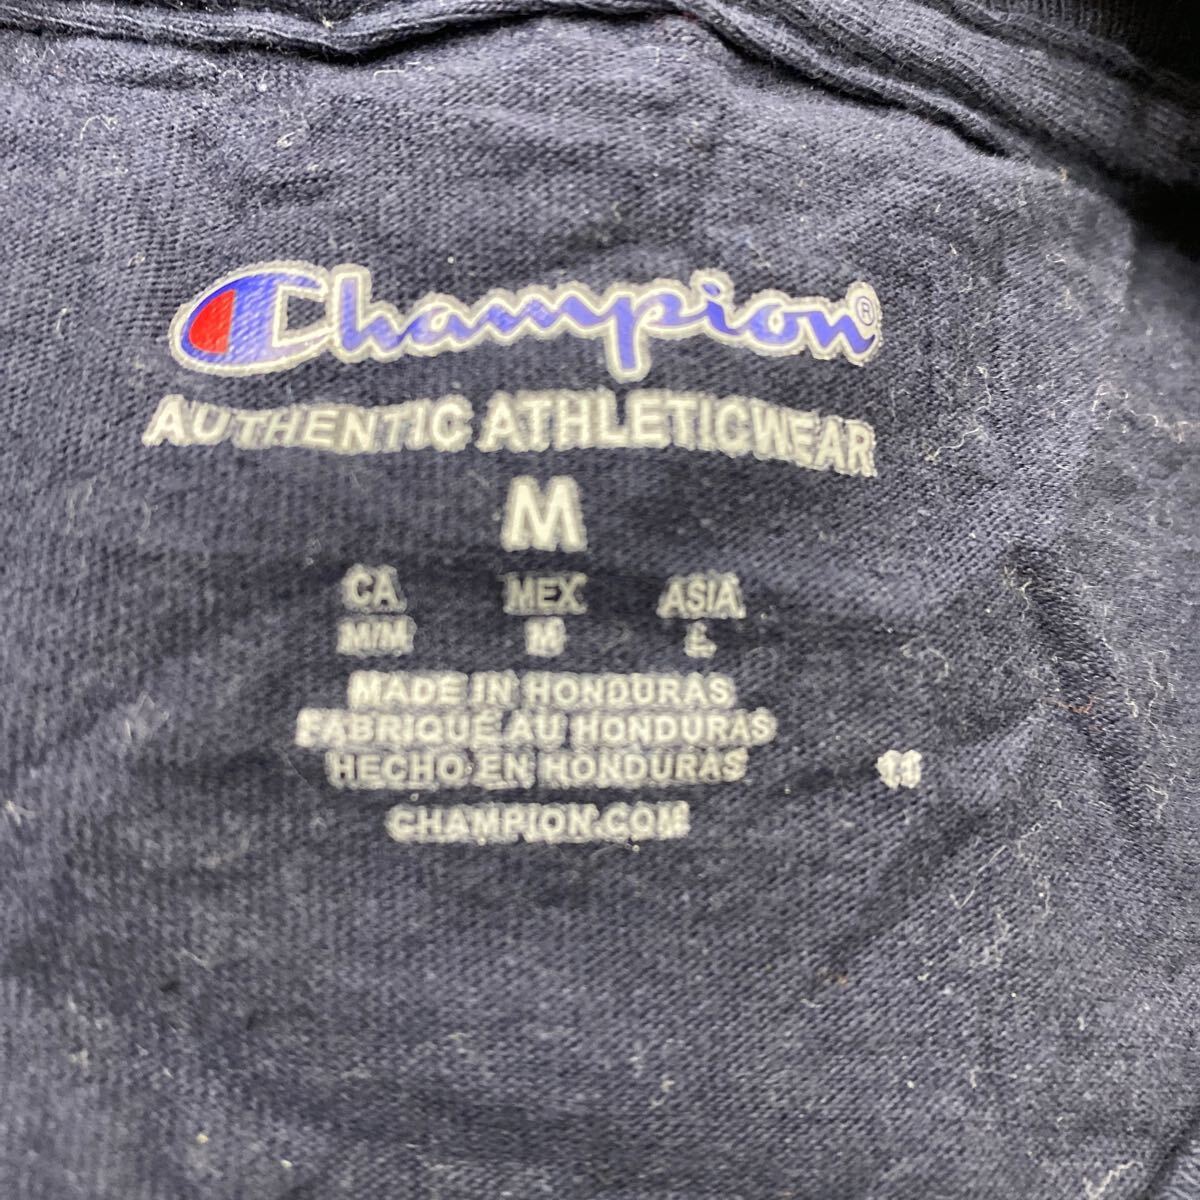 Champion®
AUTHENTIC ATHLETICWEAR
M
CA MEX ASIA
M/M M L
MADE IN HONDURAS
FABRIQUÉ AU HONDURAS
HECHO EN HONDURAS
CHAMPION.COM